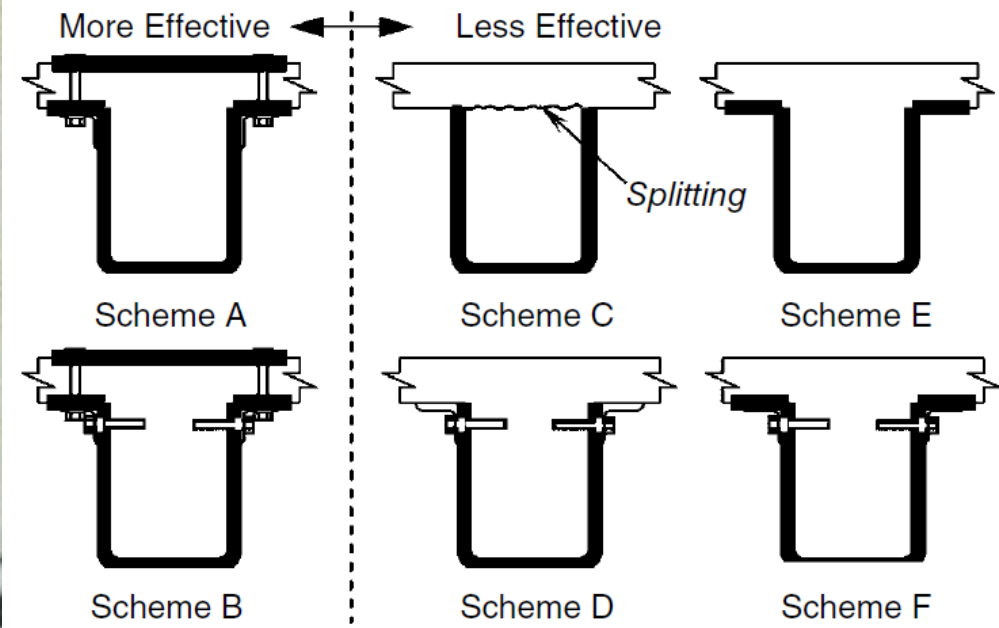 More Effective
Less Effective
Splitting
Scheme A
Scheme C
Scheme E
Scheme B
Scheme D
Scheme F